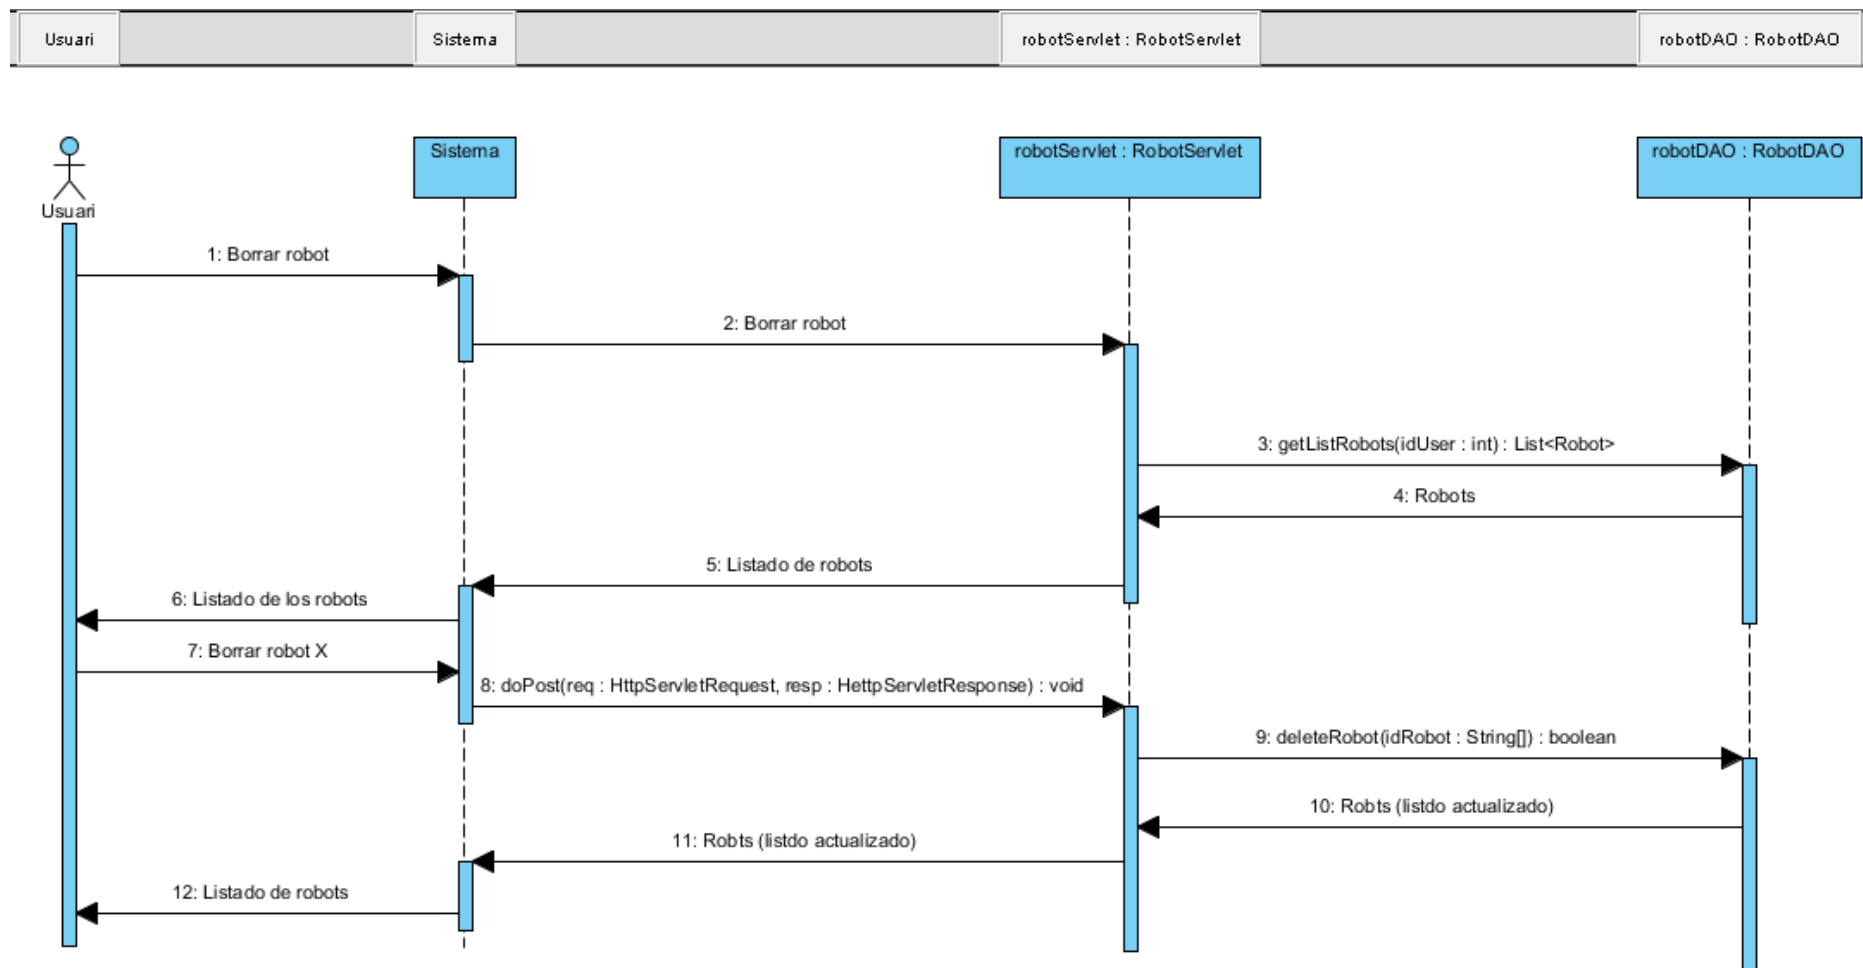 Usuari
Sistema
robotServlet : RobotServlet
robotDAO : RobotDAO
Sistema
robotServlet : RobotServlet
robotDAO : RobotDAO
Usuari
1: Borrar robot
2: Borrar robot
3: getListRobots(idUser : int) : List<Robot>
4: Robots
5: Listado de robots
6: Listado de los robots
7: Borrar robot X
8: doPost(req : HttpServletRequest, resp : HettpServletResponse) : void
9: deleteRobot(idRobot : String[]) : boolean
10: Robts (listdo actualizado)
11: Robts (listdo actualizado)
12: Listado de robots